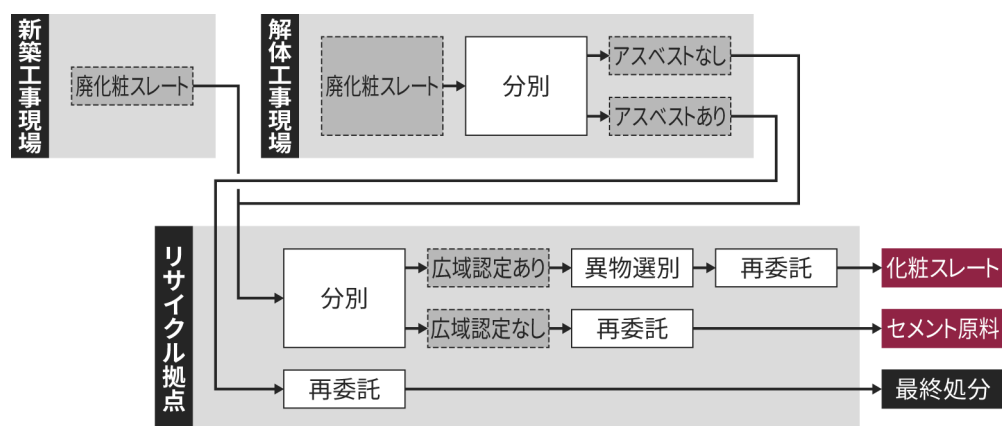 新築工事現場
廃化粧スレート
解体工事現場
廃化粧スレート
分別
アスベストなし
アスベストあり
リサイクル拠点
分別
広域認定あり
異物選別
再委託
化粧スレート
広域認定なし
再委託
セメント原料
再委託
最終処分